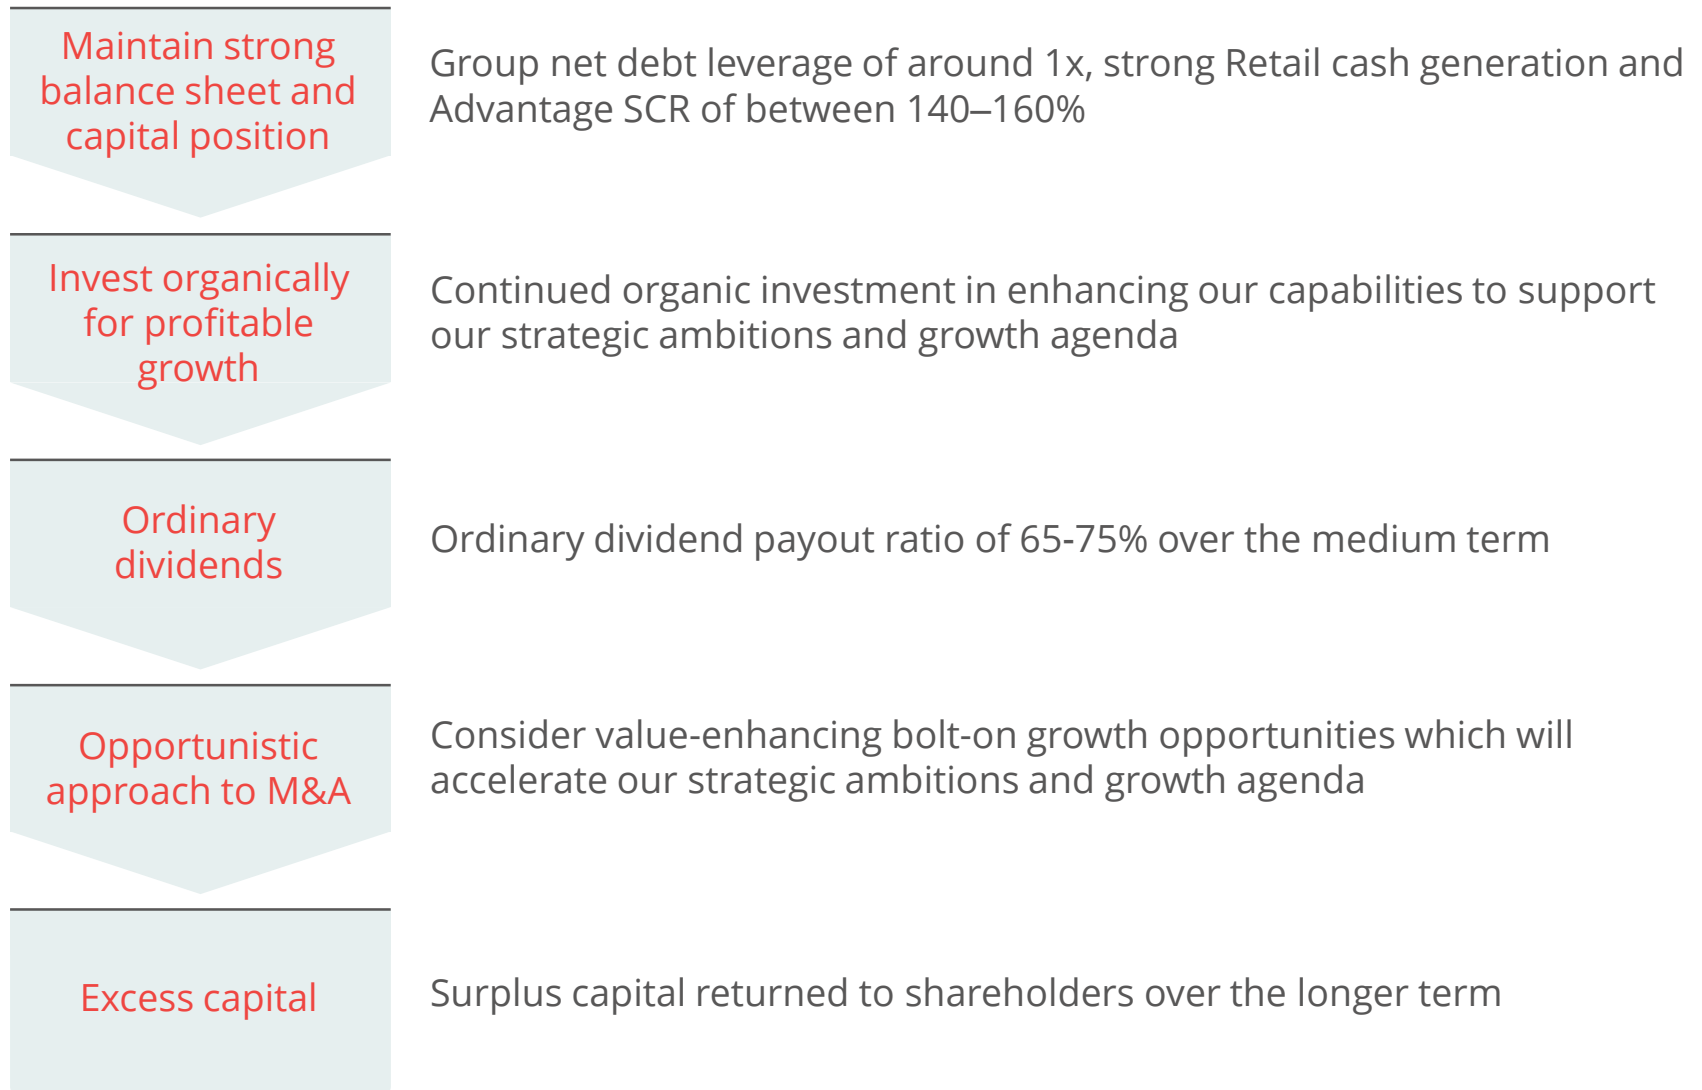 Maintain strong
balance sheet and
capital position
Group net debt leverage of around 1x, strong Retail cash generation and
Advantage SCR of between 140–160%
Invest organically
for profitable
growth
Continued organic investment in enhancing our capabilities to support
our strategic ambitions and growth agenda
Ordinary
dividends
Ordinary dividend payout ratio of 65-75% over the medium term
Opportunistic
approach to M&A
Consider value-enhancing bolt-on growth opportunities which will
accelerate our strategic ambitions and growth agenda
Excess capital
Surplus capital returned to shareholders over the longer term